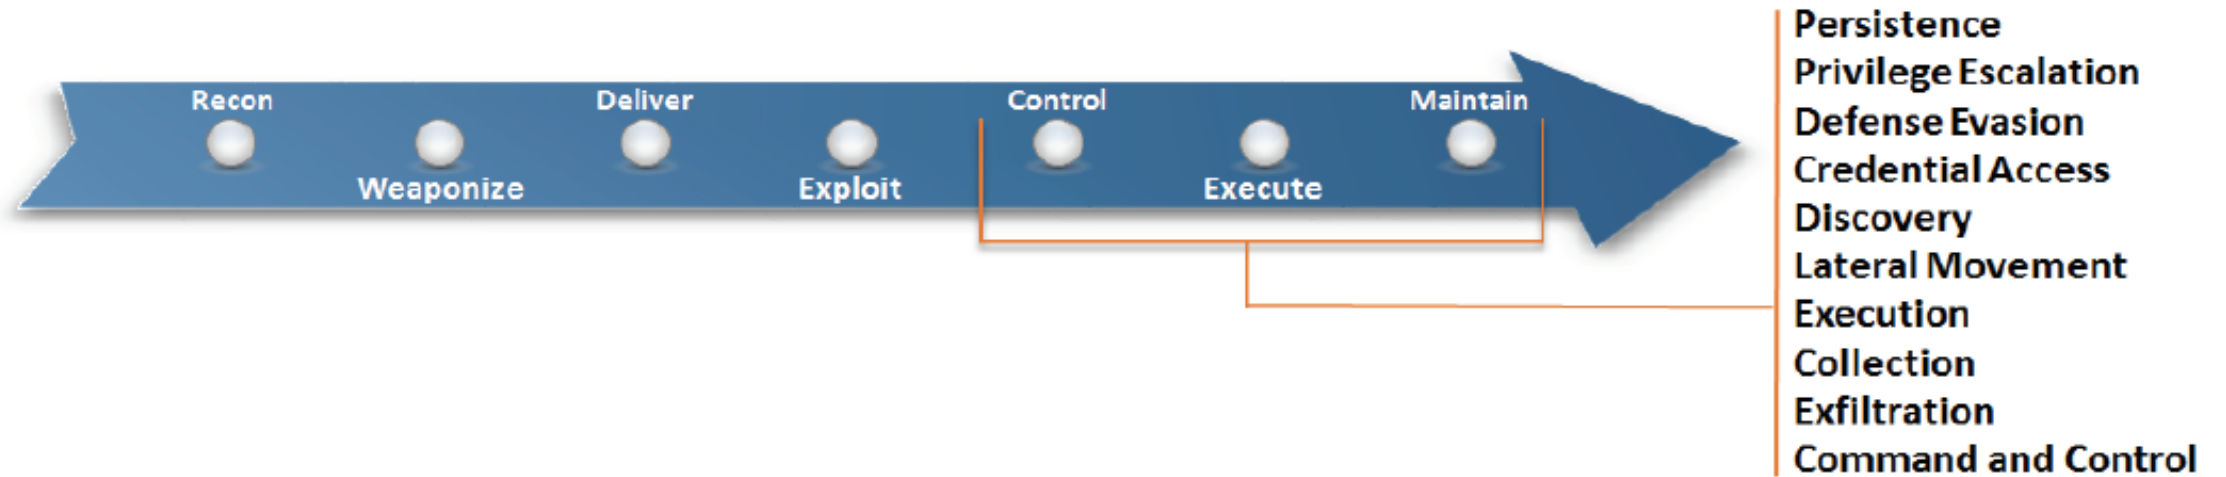 Recon
Weaponize
Deliver
Exploit
Control
Execute
Maintain
Persistence
Privilege Escalation
Defense Evasion
Credential Access
Discovery
Lateral Movement
Execution
Collection
Exfiltration
Command and Control